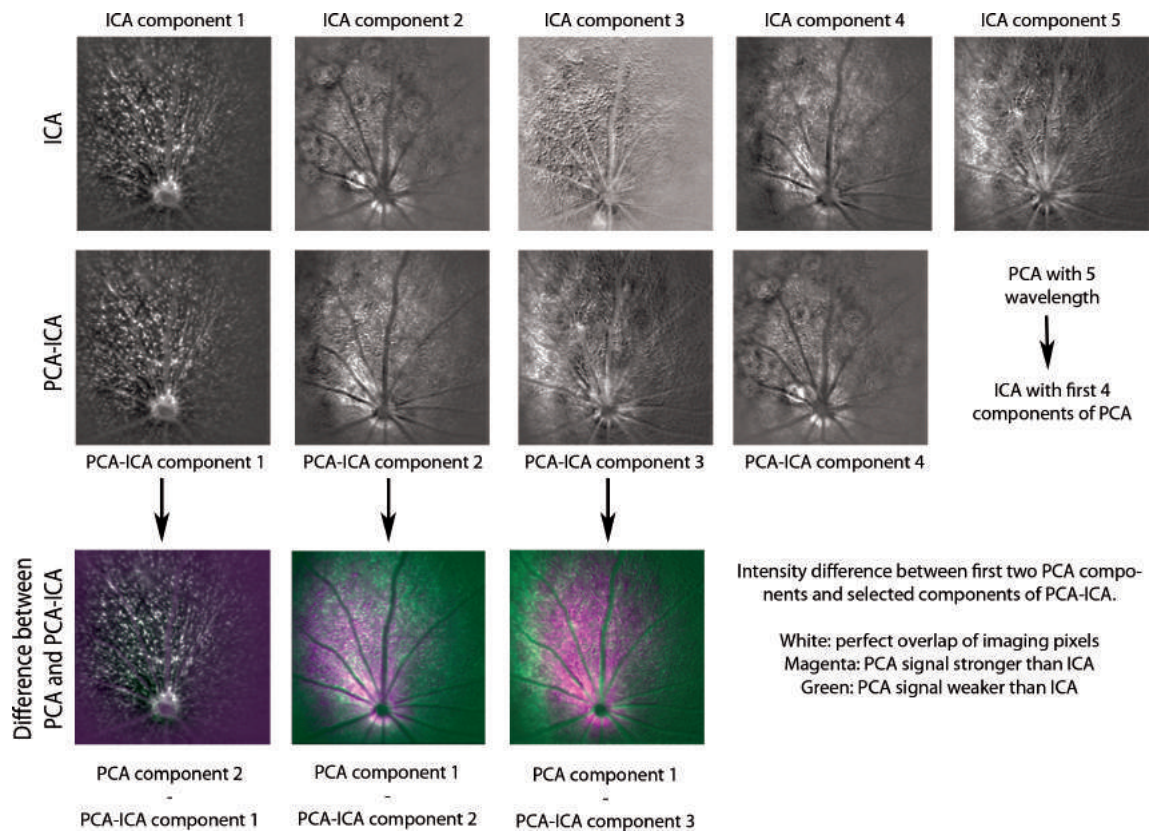 ICA component 1
ICA component 2
ICA component 3
ICA component 4
ICA component 5
ICA
PCA-ICA
PCA with 5
wavelength
ICA with first 4
components of PCA
PCA-ICA component 1
PCA-ICA component 2
PCA-ICA component 3
PCA-ICA component 4
Difference between
PCA and PCA-ICA
Intensity difference between first two PCA compo-
nents and selected components of PCA-ICA.
White: perfect overlap of imaging pixels
Magenta: PCA signal stronger than ICA
Green: PCA signal weaker than ICA
PCA component 2
-
PCA-ICA component 1
PCA component 1
-
PCA-ICA component 2
PCA component 1
-
PCA-ICA component 3